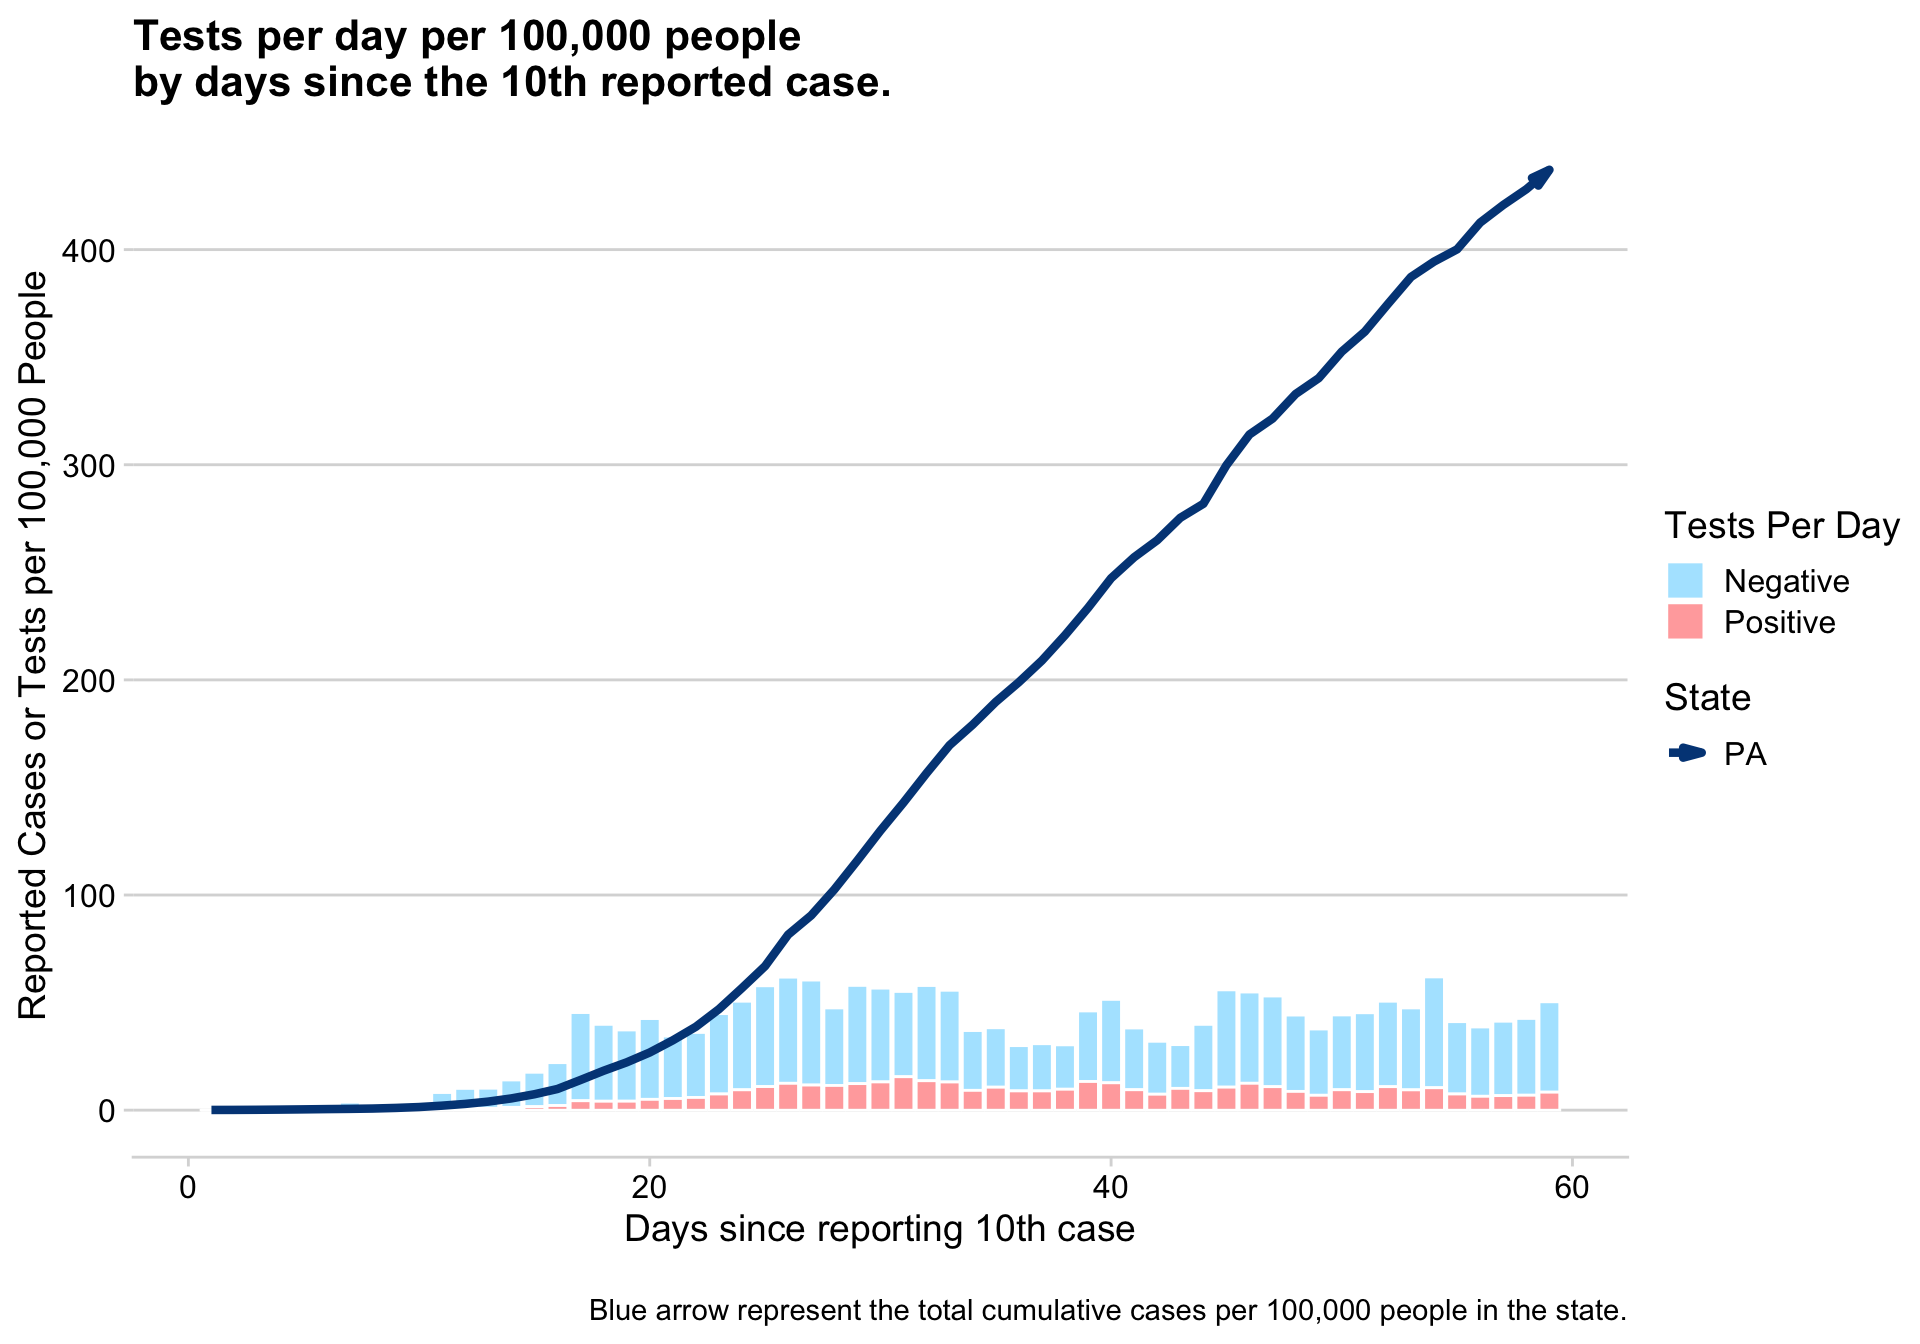 Tests per day per 100,000 people
by days since the 10th reported case.
Reported Cases or Tests per 100,000 People
400
300
200
100
0
0
20
40
60
Days since reporting 10th case
Tests Per Day
Negative
Positive
State
PA
Blue arrow represent the total cumulative cases per 100,000 people in the state.